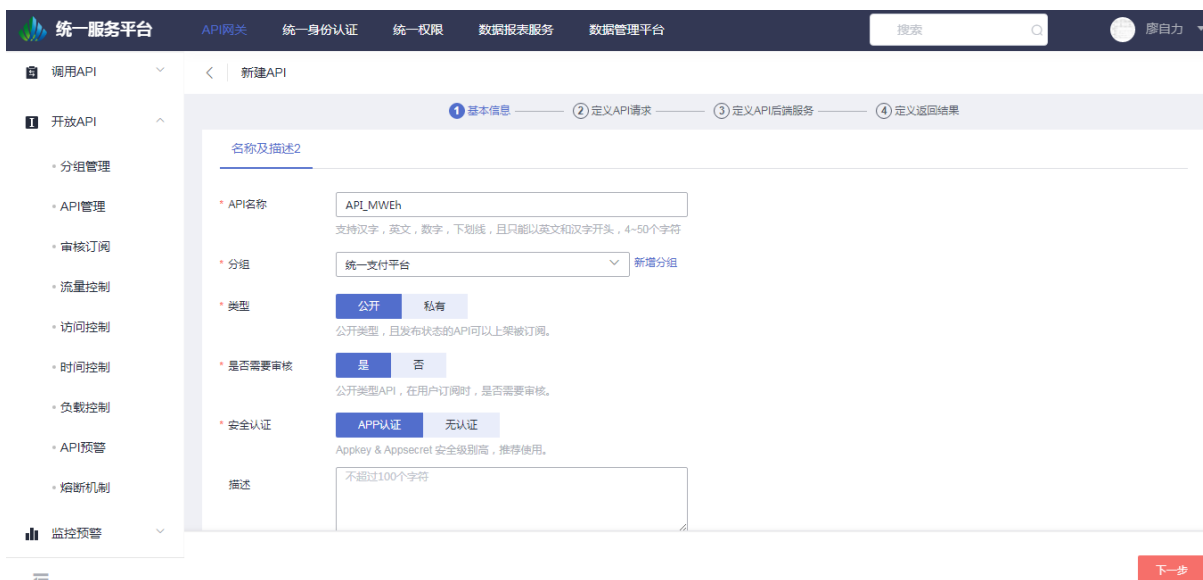 统一服务平台 API网关 统一身份认证 统一权限 数据报表服务 数据管理平台 搜索 廖自力
调用API
开放API
分组管理
API管理
审核订阅
流量控制
访问控制
时间控制
负载控制
API预警
熔断机制
监控预警
新建API
1 基本信息 2 定义API请求 3 定义API后端服务 4 定义返回结果
名称及描述2
* API名称 API_MWEh
支持汉字，英文，数字，下划线，且只能以英文和汉字开头，4~50个字符
* 分组 统一支付平台 新增分组
* 类型 公开 私有
公开类型，且发布状态的API可以上架被订阅。
* 是否需要审核 是 否
公开类型API，在用户订阅时，是否需要审核。
* 安全认证 APP认证 无认证
Appkey & Appsecret 安全级别高，推荐使用。
描述 不超过100个字符
下一步